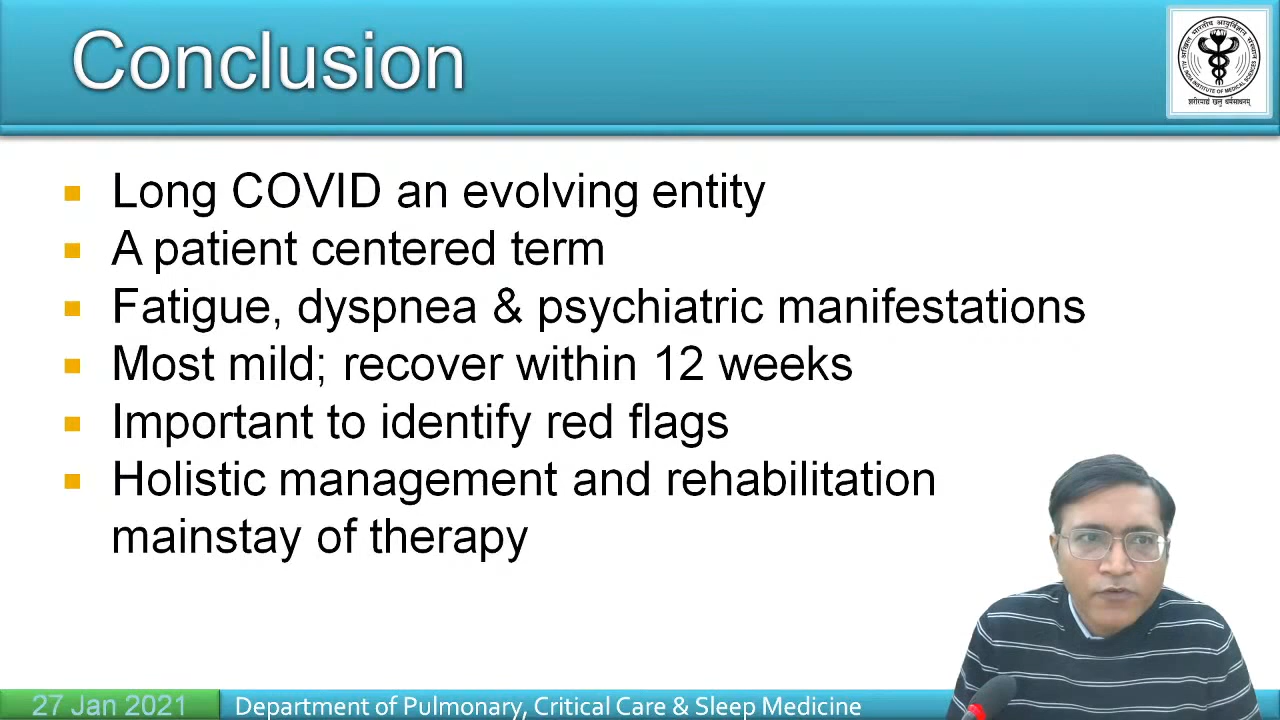 Conclusion
Long COVID an evolving entity
A patient centered term
Fatigue, dyspnea & psychiatric manifestations
Most mild; recover within 12 weeks
Important to identify red flags
Holistic management and rehabilitation
mainstay of therapy
27 Jan 2021
Department of Pulmonary, Critical Care & Sleep Medicine